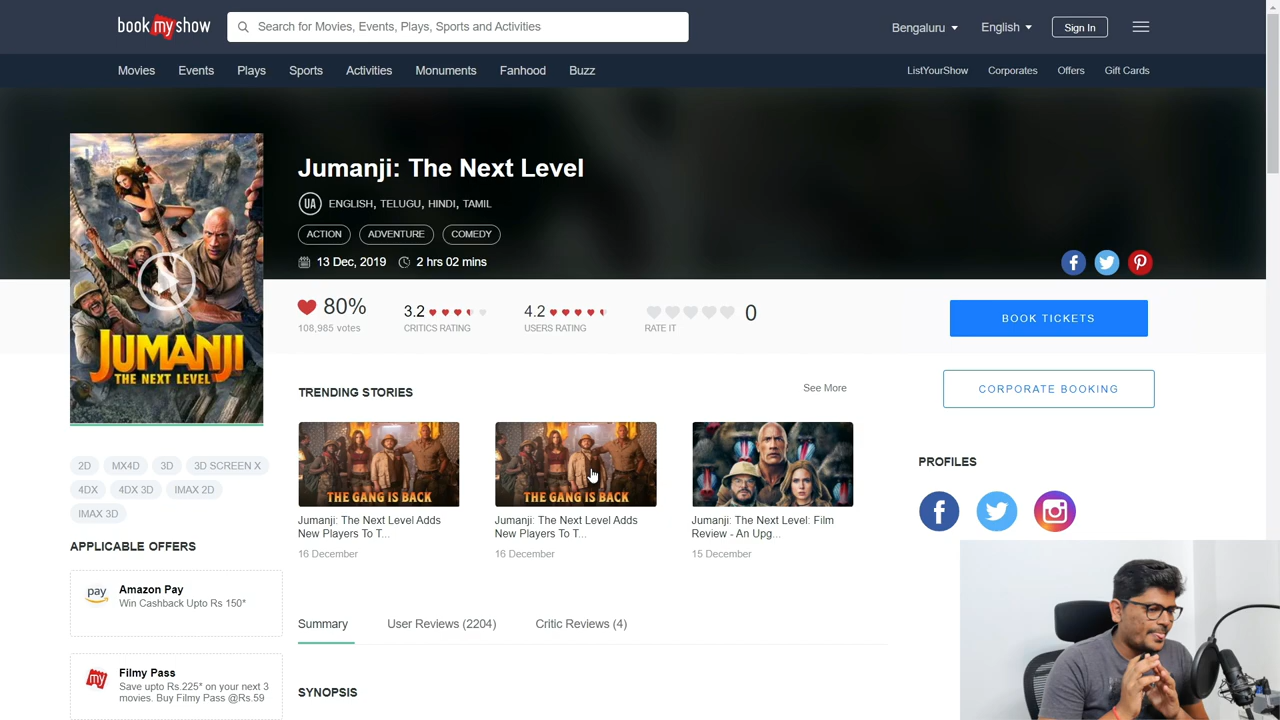 bookmyshow
Search for Movies, Events, Plays, Sports and Activities
Bengaluru
English
Sign In
Movies
Events
Plays
Sports
Activities
Monuments
Fanhood
Buzz
ListYourShow
Corporates
Offers
Gift Cards
Jumanji: The Next Level
UA
ENGLISH, TELUGU, HINDI, TAMIL
ACTION
ADVENTURE
COMEDY
13 Dec, 2019
2 hrs 02 mins
JUMANJI
THE NEXT LEVEL
80%
108,985 votes
3.2
CRITICS RATING
4.2
USERS RATING
0
RATE IT
BOOK TICKETS
CORPORATE BOOKING
TRENDING STORIES
See More
THE GANG IS BACK
Jumanji: The Next Level Adds
New Players To T...
16 December
THE GANG IS BACK
Jumanji: The Next Level Adds
New Players To T...
16 December
Jumanji: The Next Level: Film
Review - An Upg...
15 December
PROFILES
2D
MX4D
3D
3D SCREEN X
4DX
4DX 3D
IMAX 2D
IMAX 3D
APPLICABLE OFFERS
pay
Amazon Pay
Win Cashback Upto Rs 150*
my
Filmy Pass
Save upto Rs.225* on your next 3
movies. Buy Filmy Pass @Rs.59
Summary
User Reviews (2204)
Critic Reviews (4)
SYNOPSIS